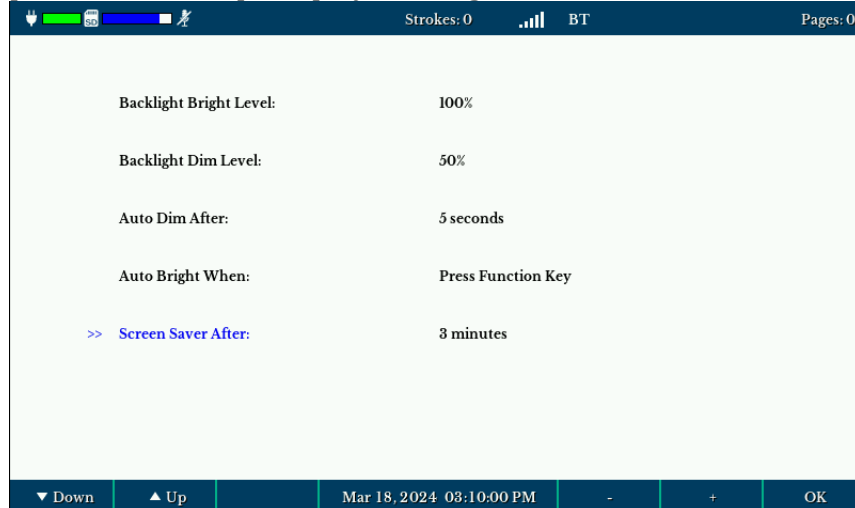 SD Strokes: 0 BT Pages: 0
Backlight Bright Level: 100%
Backlight Dim Level: 50%
Auto Dim After: 5 seconds
Auto Bright When: Press Function Key
>> Screen Saver After: 3 minutes
▼ Down ▲ Up Mar 18, 2024 03:10:00 PM - + OK